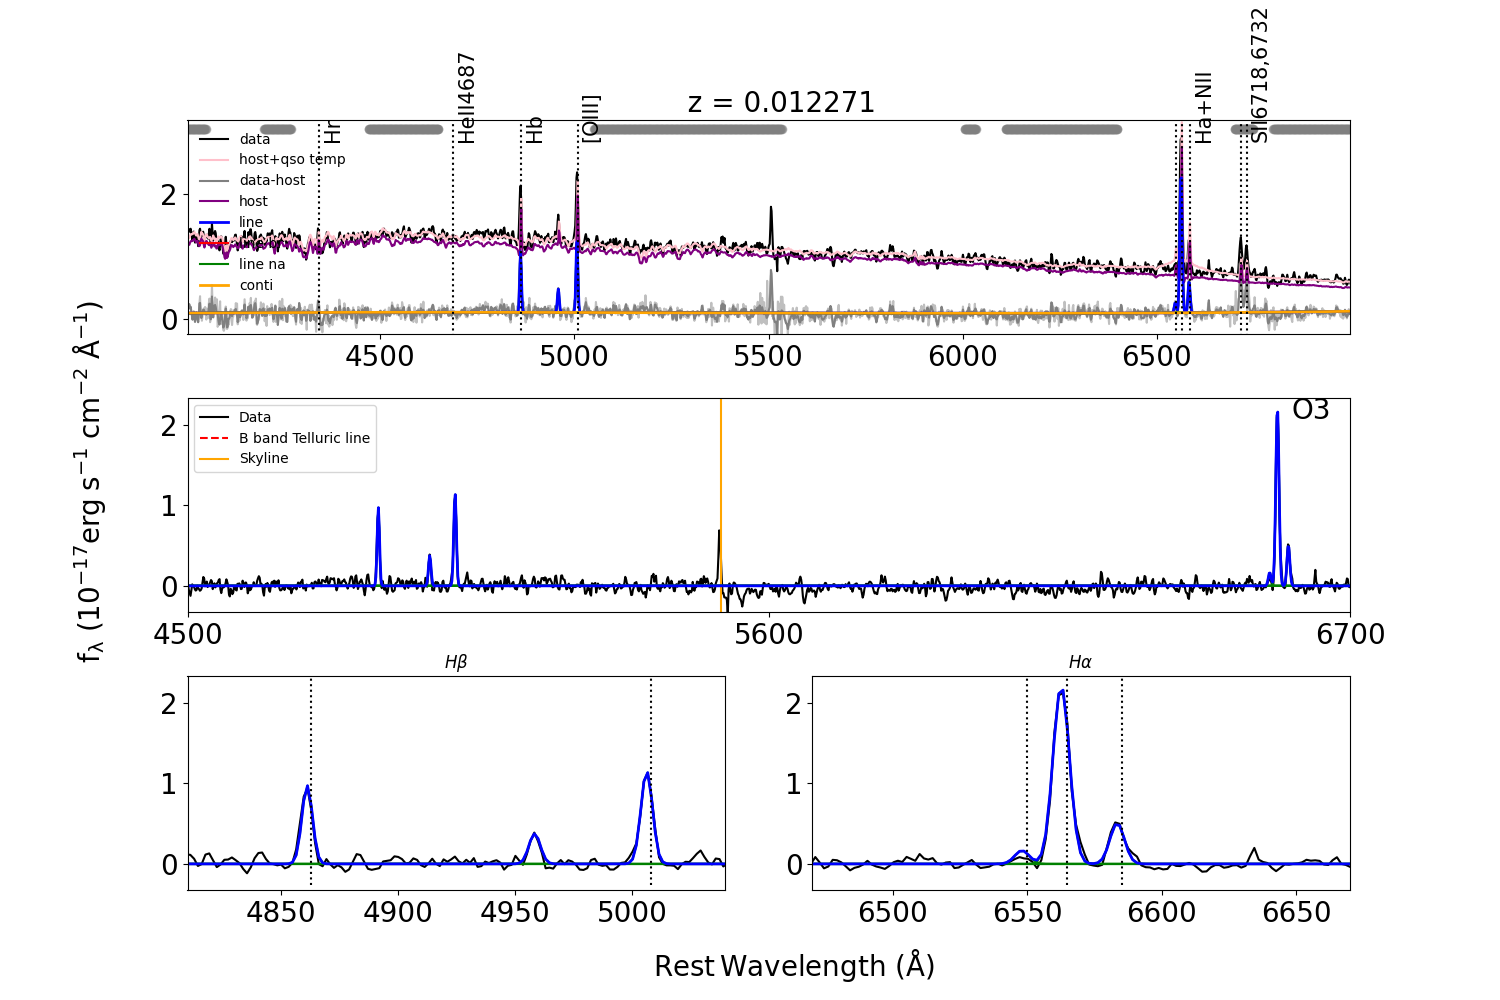 z = 0.012271
Hr
HeII4687
Hb
[OIII]
Ha+NII
SII6718,6732
data
host+qso temp
data-host
host
line
line na
conti
2
0
4500 5000 5500 6000 6500
f_λ (10^−17 erg s^−1 cm^−2 Å^−1)
O3
Data
B band Telluric line
Skyline
2
1
0
4500 5600 6700
Hβ
2
1
0
4850 4900 4950 5000
Hα
2
1
0
6500 6550 6600 6650
Rest Wavelength (Å)